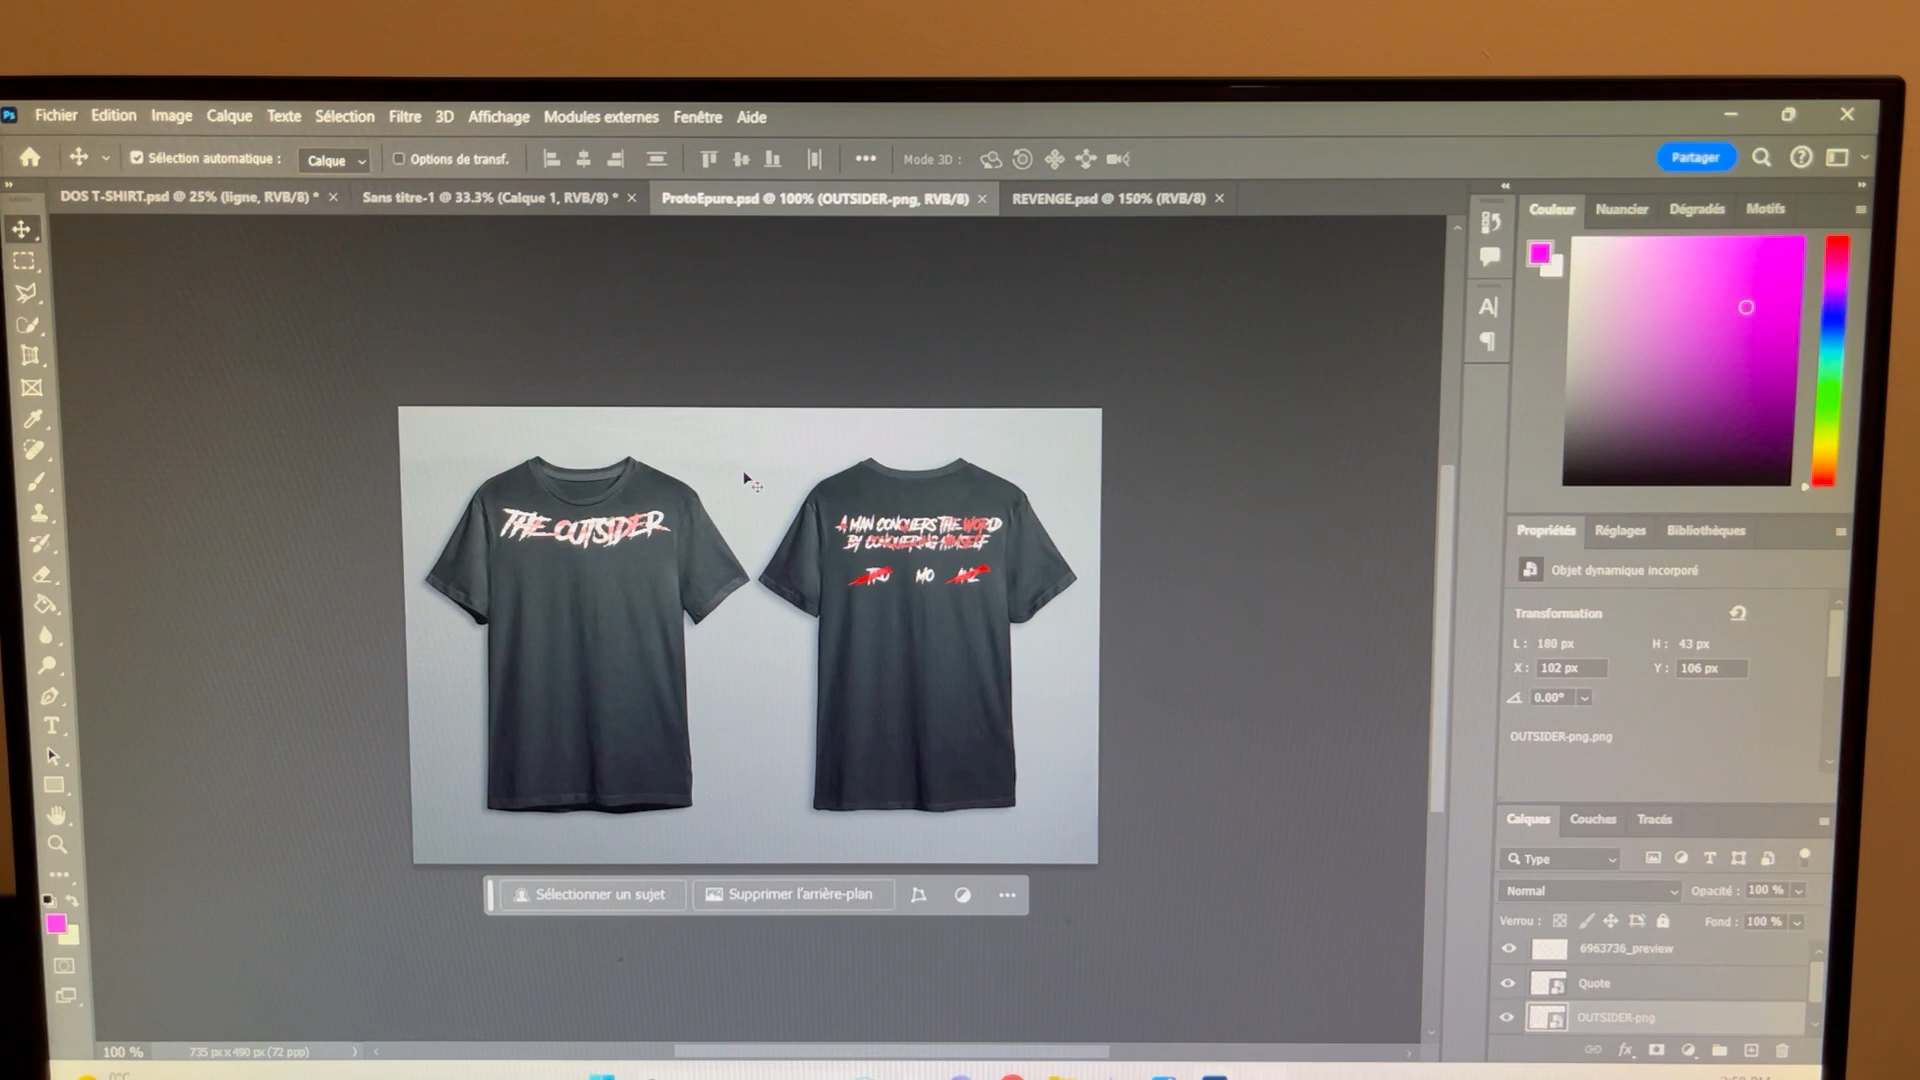 Ps Fichier Edition Image Calque Texte Sélection Filtre 3D Affichage Modules externes Fenêtre Aide
Sélection automatique : Calque Options de transf. Mode 3D : Partager
DOS T-SHIRT.psd @ 25% (ligne, RVB/8) * Sans titre-1 @ 33.3% (Calque 1, RVB/8) * ProtoEpure.psd @ 100% (OUTSIDER-png, RVB/8) REVENGE.psd @ 150% (RVB/8)
Couleur Nuancier Dégradés Motifs
THE OUTSIDER
A MAN CONQUERS THE WORLD
BY CONQUERING HIMSELF
MO
Propriétés Réglages Bibliothèques
Objet dynamique incorporé
Transformation
L : 180 px H : 43 px
X : 102 px Y : 106 px
0.00°
OUTSIDER-png.png
Calques Couches Tracés
Type
Normal Opacité : 100 %
Verrou : Fond : 100 %
6963736_preview
Quote
OUTSIDER-png
fx
Sélectionner un sujet Supprimer l'arrière-plan
100 % 735 px x 490 px (72 ppp)
0°C